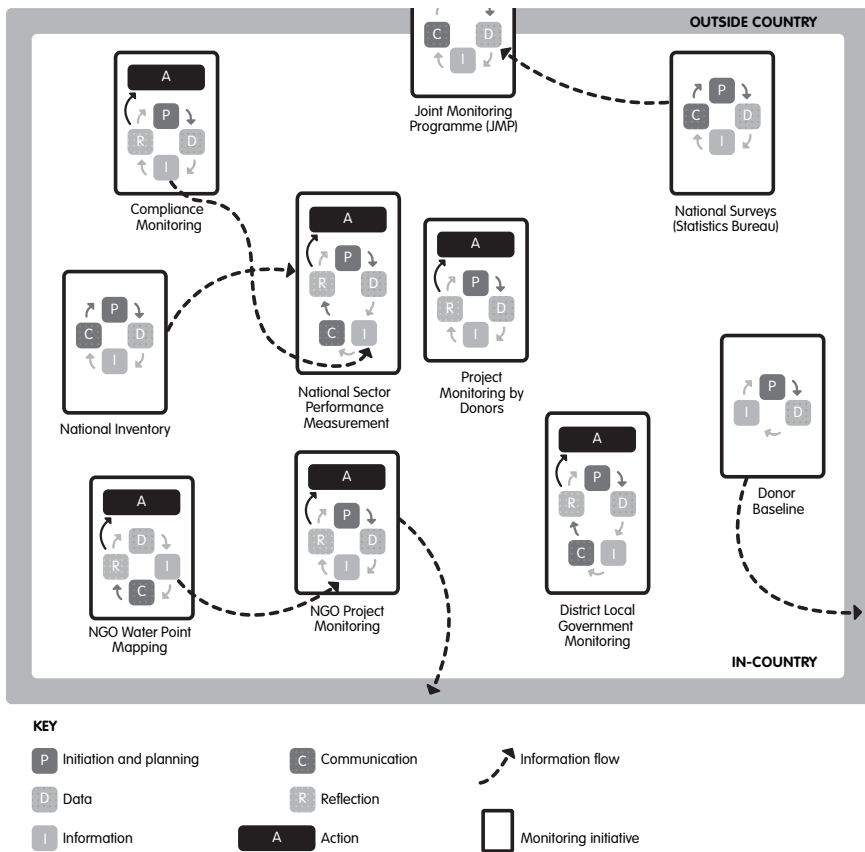 OUTSIDE COUNTRY
C
D
I
Joint Monitoring
Programme (JMP)
A
P
R
D
I
Compliance
Monitoring
P
C
D
I
National Surveys
(Statistics Bureau)
A
P
R
D
C
I
National Sector
Performance
Measurement
A
P
R
D
I
Project
Monitoring by
Donors
P
C
D
I
National Inventory
P
I
D
Donor
Baseline
A
D
R
I
C
NGO Water Point
Mapping
A
P
R
D
I
NGO Project
Monitoring
A
P
R
D
C
I
District Local
Government
Monitoring
IN-COUNTRY
KEY
P Initiation and planning
C Communication
Information flow
D Data
R Reflection
I Information
A Action
Monitoring initiative